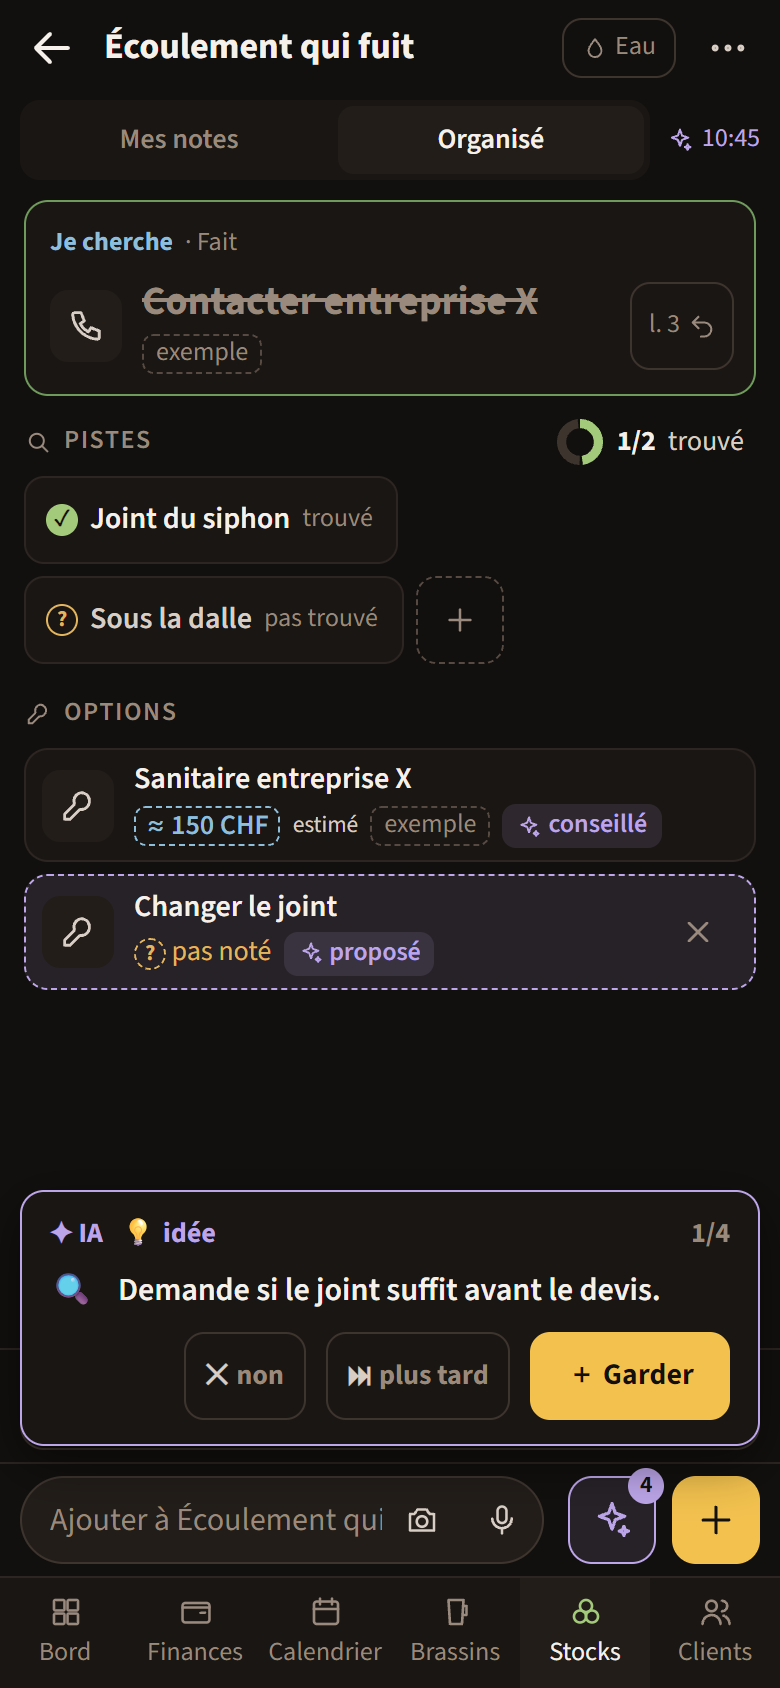 Écoulement qui fuit
Eau
Mes notes
Organisé
10:45
Je cherche · Fait
Contacter entreprise X
exemple
l. 3
PISTES
1/2 trouvé
Joint du siphon trouvé
Sous la dalle pas trouvé
OPTIONS
Sanitaire entreprise X
≈ 150 CHF estimé exemple conseillé
Changer le joint
? pas noté proposé
IA idée
1/4
Demande si le joint suffit avant le devis.
non
plus tard
+ Garder
Ajouter à Écoulement qui
4
Bord
Finances
Calendrier
Brassins
Stocks
Clients